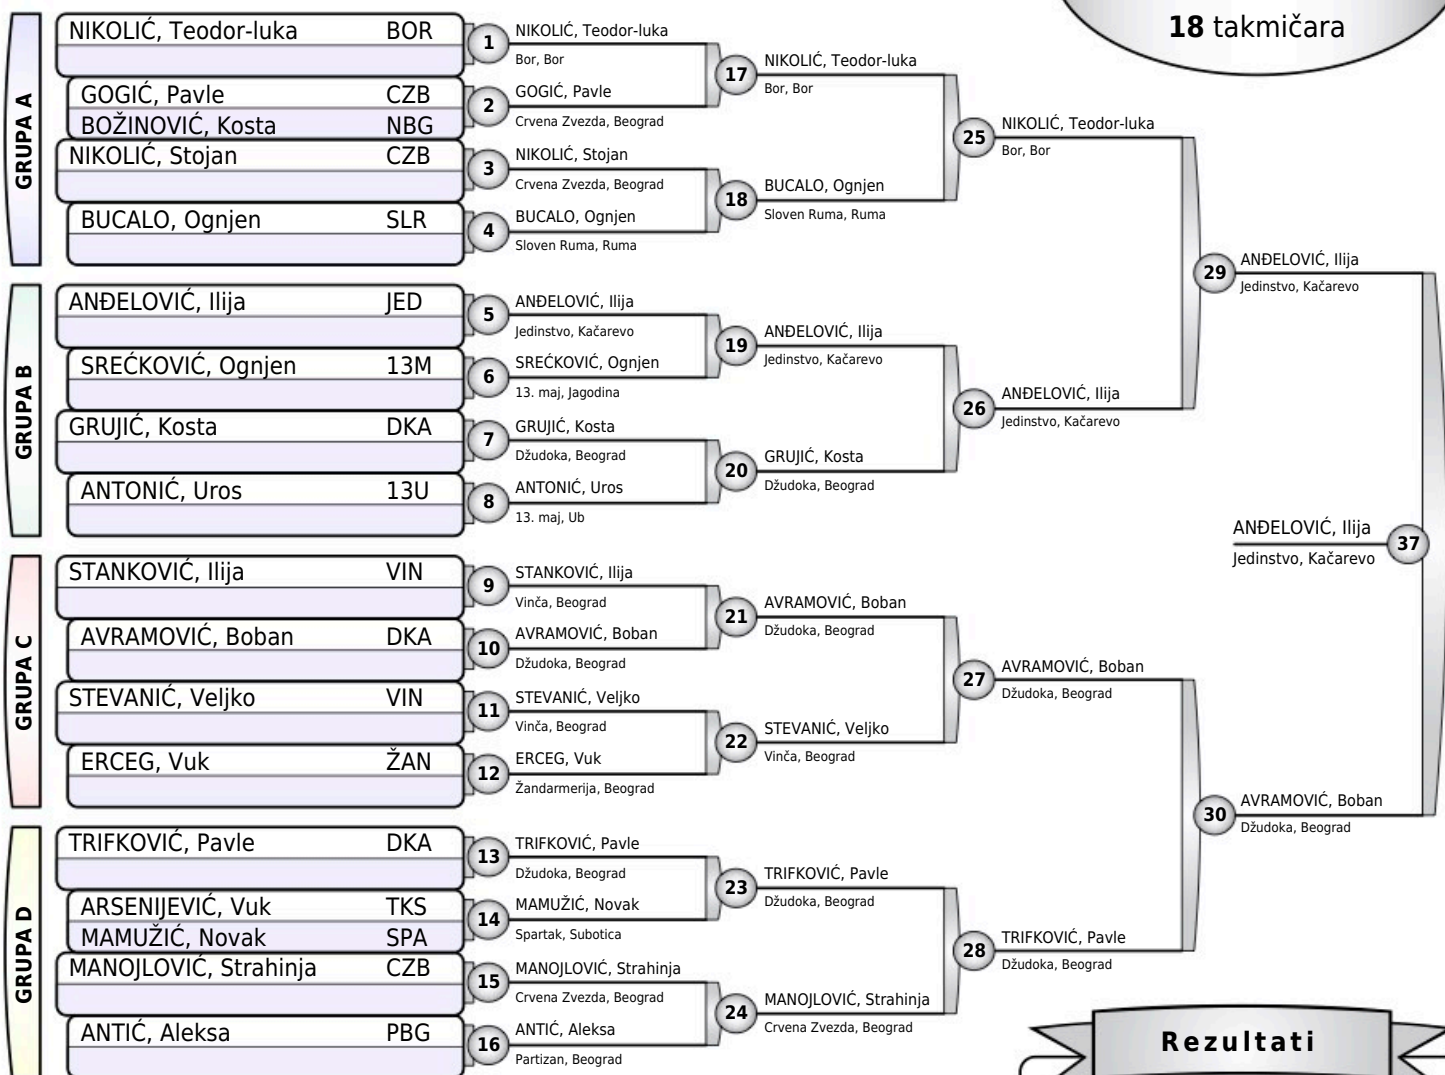 18 takmičara
GRUPA A
NIKOLIĆ, Teodor-luka BOR
GOGIĆ, Pavle CZB
BOŽINOVIĆ, Kosta NBG
NIKOLIĆ, Stojan CZB
BUCALO, Ognjen SLR
GRUPA B
ANĐELOVIĆ, Ilija JED
SREĆKOVIĆ, Ognjen 13M
GRUJIĆ, Kosta DKA
ANTONIĆ, Uros 13U
GRUPA C
STANKOVIĆ, Ilija VIN
AVRAMOVIĆ, Boban DKA
STEVANIĆ, Veljko VIN
ERCEG, Vuk ŽAN
GRUPA D
TRIFKOVIĆ, Pavle DKA
ARSENIJEVIĆ, Vuk TKS
MAMUŽIĆ, Novak SPA
MANOJLOVIĆ, Strahinja CZB
ANTIĆ, Aleksa PBG
1 NIKOLIĆ, Teodor-luka
Bor, Bor
2 GOGIĆ, Pavle
Crvena Zvezda, Beograd
3 NIKOLIĆ, Stojan
Crvena Zvezda, Beograd
4 BUCALO, Ognjen
Sloven Ruma, Ruma
5 ANĐELOVIĆ, Ilija
Jedinstvo, Kačarevo
6 SREĆKOVIĆ, Ognjen
13. maj, Jagodina
7 GRUJIĆ, Kosta
Džudoka, Beograd
8 ANTONIĆ, Uros
13. maj, Ub
9 STANKOVIĆ, Ilija
Vinča, Beograd
10 AVRAMOVIĆ, Boban
Džudoka, Beograd
11 STEVANIĆ, Veljko
Vinča, Beograd
12 ERCEG, Vuk
Žandarmerija, Beograd
13 TRIFKOVIĆ, Pavle
Džudoka, Beograd
14 MAMUŽIĆ, Novak
Spartak, Subotica
15 MANOJLOVIĆ, Strahinja
Crvena Zvezda, Beograd
16 ANTIĆ, Aleksa
Partizan, Beograd
17 NIKOLIĆ, Teodor-luka
Bor, Bor
18 BUCALO, Ognjen
Sloven Ruma, Ruma
19 ANĐELOVIĆ, Ilija
Jedinstvo, Kačarevo
20 GRUJIĆ, Kosta
Džudoka, Beograd
21 AVRAMOVIĆ, Boban
Džudoka, Beograd
22 STEVANIĆ, Veljko
Vinča, Beograd
23 TRIFKOVIĆ, Pavle
Džudoka, Beograd
24 MANOJLOVIĆ, Strahinja
Crvena Zvezda, Beograd
25 NIKOLIĆ, Teodor-luka
Bor, Bor
26 ANĐELOVIĆ, Ilija
Jedinstvo, Kačarevo
27 AVRAMOVIĆ, Boban
Džudoka, Beograd
28 TRIFKOVIĆ, Pavle
Džudoka, Beograd
29 ANĐELOVIĆ, Ilija
Jedinstvo, Kačarevo
30 AVRAMOVIĆ, Boban
Džudoka, Beograd
ANĐELOVIĆ, Ilija 37
Jedinstvo, Kačarevo
Rezultati